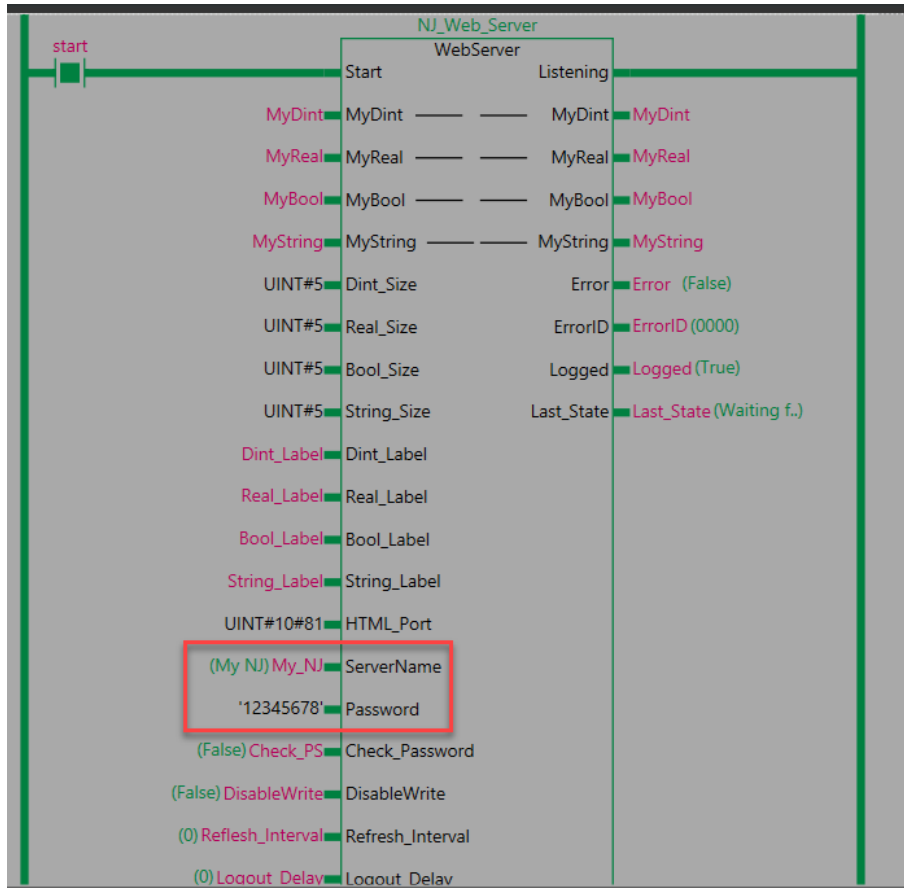 NJ_Web_Server
start
WebServer
Start Listening
MyDint MyDint MyDint MyDint
MyReal MyReal MyReal MyReal
MyBool MyBool MyBool MyBool
MyString MyString MyString MyString
UINT#5 Dint_Size Error Error (False)
UINT#5 Real_Size ErrorID ErrorID (0000)
UINT#5 Bool_Size Logged Logged (True)
UINT#5 String_Size Last_State Last_State (Waiting f..)
Dint_Label Dint_Label
Real_Label Real_Label
Bool_Label Bool_Label
String_Label String_Label
UINT#10#81 HTML_Port
(My NJ) My_NJ ServerName
'12345678' Password
(False) Check_PS Check_Password
(False) DisableWrite DisableWrite
(0) Reflesh_Interval Refresh_Interval
(0) Logout_Delay Logout_Delay